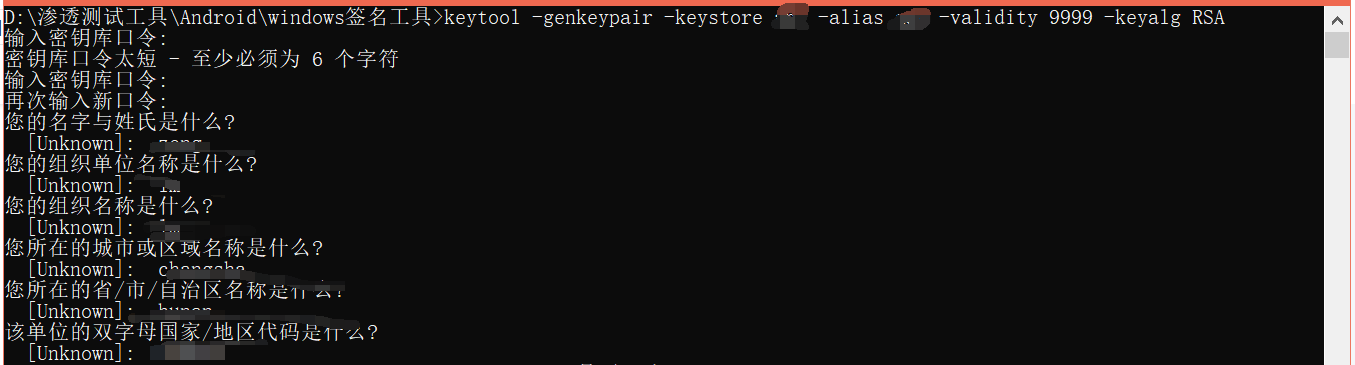 D:\渗透测试工具\Android\windows签名工具>keytool -genkeypair -keystore -alias -validity 9999 -keyalg RSA
输入密钥库口令:
密钥库口令太短 - 至少必须为 6 个字符
输入密钥库口令:
再次输入新口令:
您的名字与姓氏是什么?
[Unknown]:
您的组织单位名称是什么?
[Unknown]:
您的组织名称是什么?
[Unknown]:
您所在的城市或区域名称是什么?
[Unknown]: changsha
您所在的省/市/自治区名称是什么?
[Unknown]:
该单位的双字母国家/地区代码是什么?
[Unknown]: